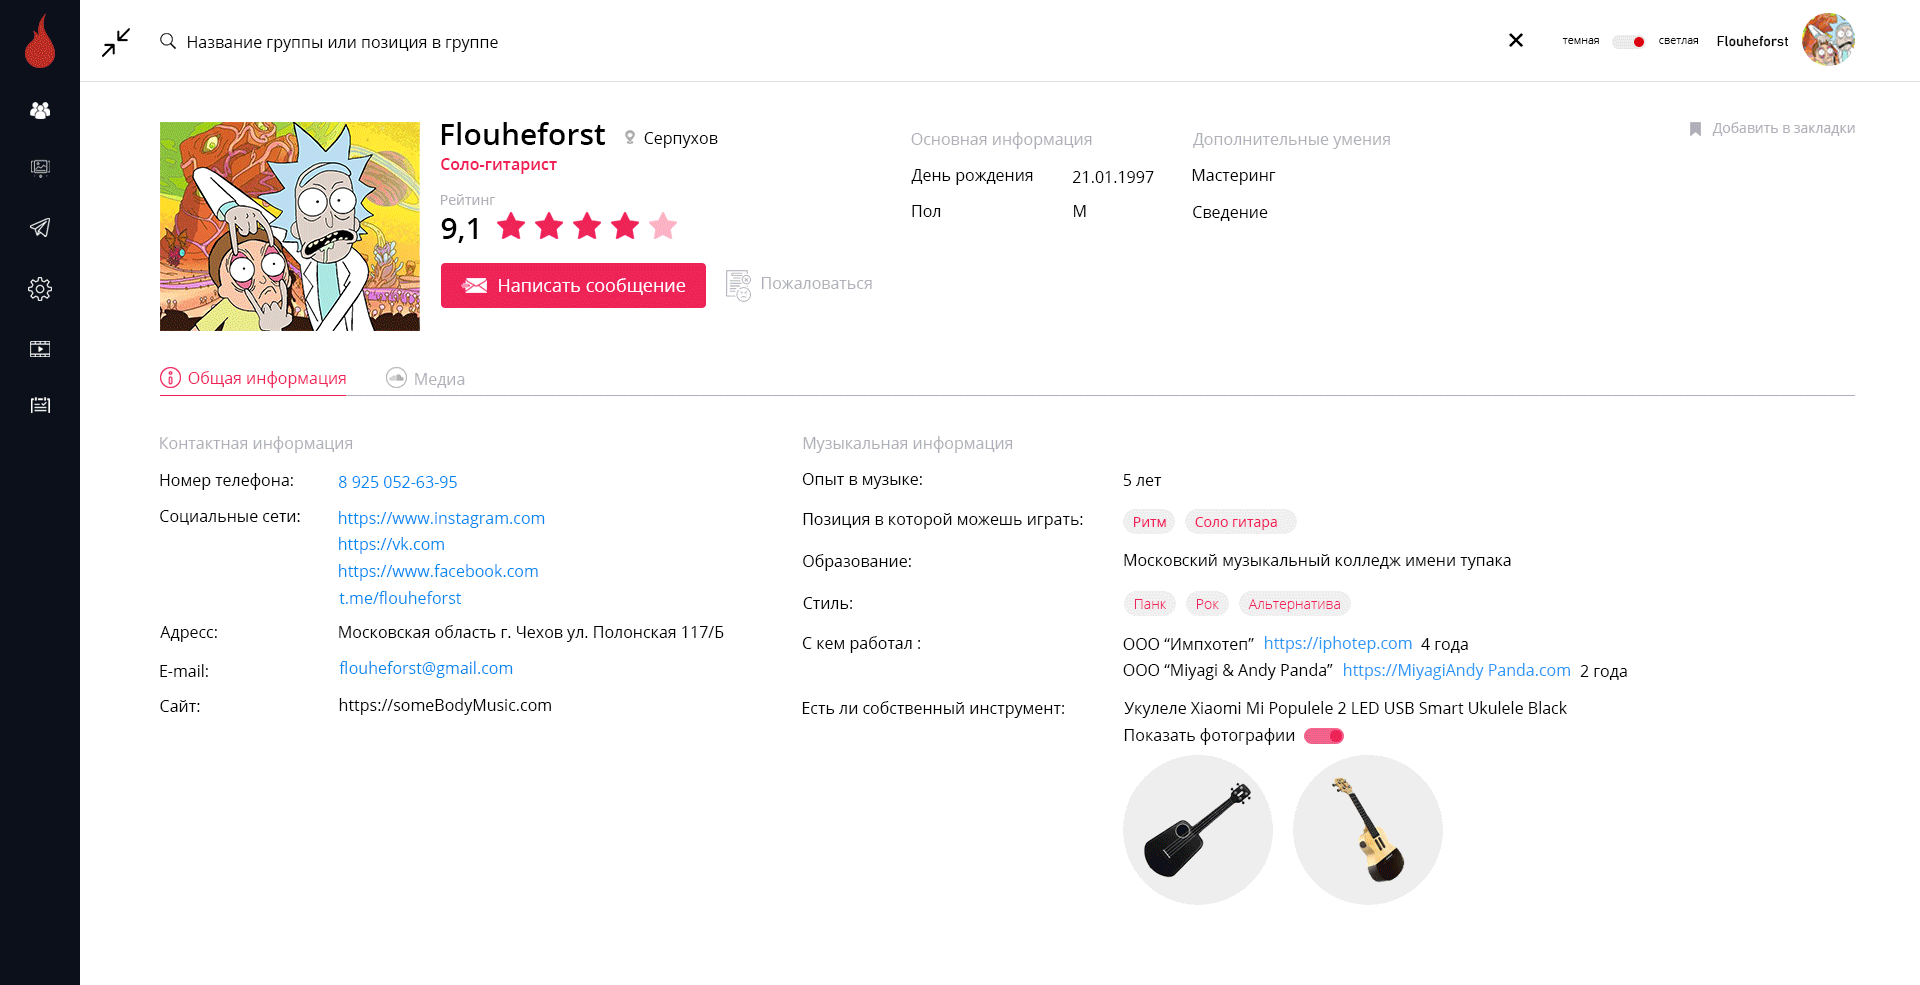 Название группы или позиция в группе
темная светлая Flouheforst
Flouheforst Серпухов
Соло-гитарист
Рейтинг
9,1
Написать сообщение Пожаловаться
Основная информация
День рождения 21.01.1997
Пол М
Дополнительные умения
Мастеринг
Сведение
Добавить в закладки
Общая информация Медиа
Контактная информация
Номер телефона: 8 925 052-63-95
Социальные сети: https://www.instagram.com
https://vk.com
https://www.facebook.com
t.me/flouheforst
Адресс: Московская область г. Чехов ул. Полонская 117/Б
E-mail: flouheforst@gmail.com
Сайт: https://someBodyMusic.com
Музыкальная информация
Опыт в музыке: 5 лет
Позиция в которой можешь играть: Ритм Соло гитара
Образование: Московский музыкальный колледж имени тупака
Стиль: Панк Рок Альтернатива
С кем работал : ООО “Импхотеп” https://iphotep.com 4 года
ООО “Miyagi & Andy Panda” https://MiyagiAndy Panda.com 2 года
Есть ли собственный инструмент: Укулеле Xiaomi Mi Populele 2 LED USB Smart Ukulele Black
Показать фотографии